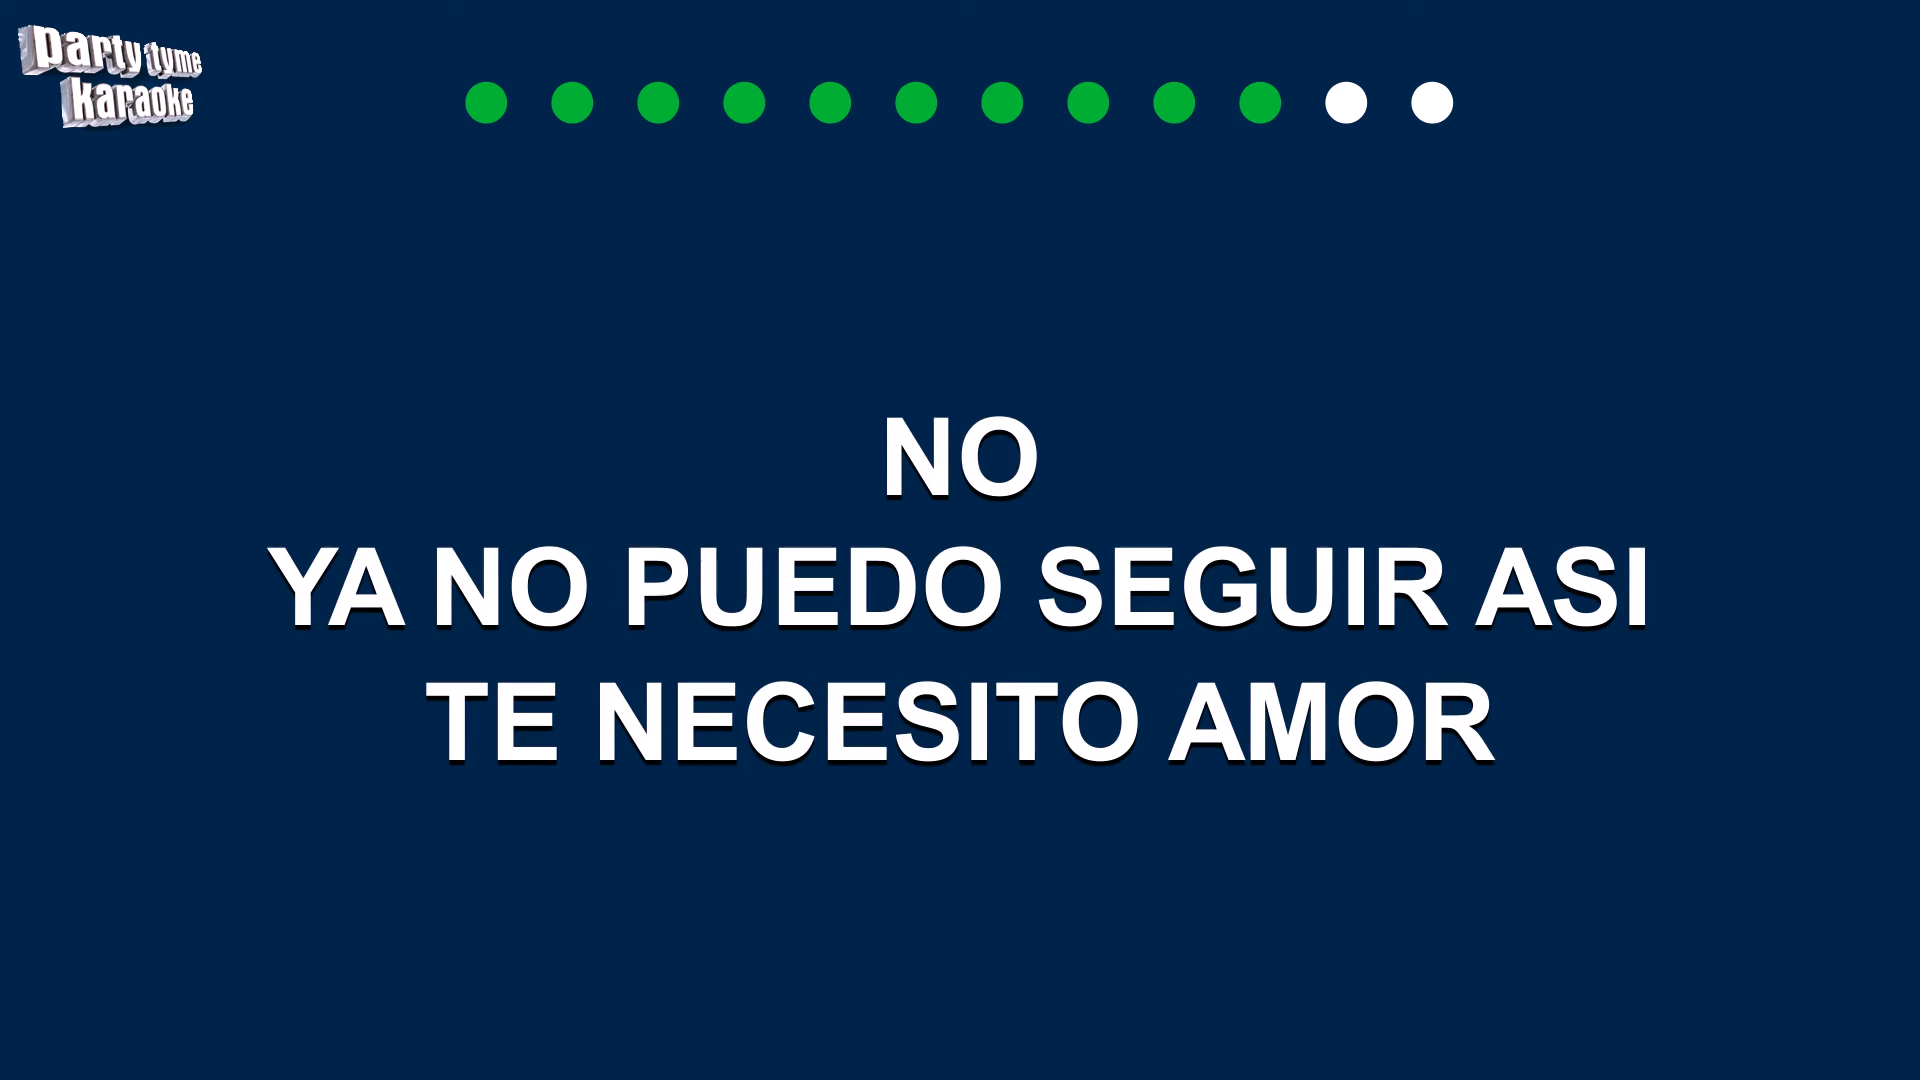 party tyme
karaoke
NO
YA NO PUEDO SEGUIR ASI
TE NECESITO AMOR